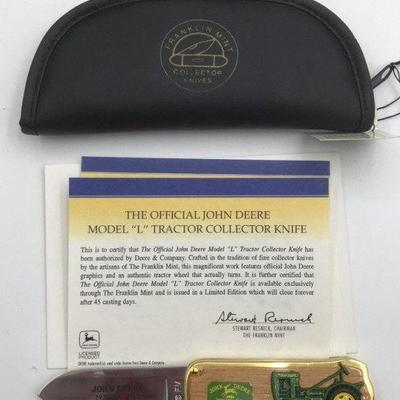 FRANKLIN MINT
COLLECTOR
KNIVES
THE OFFICIAL JOHN DEERE
MODEL "L" TRACTOR COLLECTOR KNIFE
This is to certify that The Official John Deere Model "L" Tractor Collector Knife has
been authorized by Deere & Company. Crafted in the tradition of fine collector knives
by the artisans of The Franklin Mint, this magnificent work features official John Deere
graphics and an authentic tractor wheel that actually turns. It is further certified that
The Official John Deere Model "L" Tractor Collector Knife is available exclusively
through The Franklin Mint and is issued in a Limited Edition which will close forever
after 45 casting days.
Stewart Resnick
STEWART RESNICK, CHAIRMAN
THE FRANKLIN MINT
LICENSED
PRODUCT
JOHN DEERE
JOHN DEERE